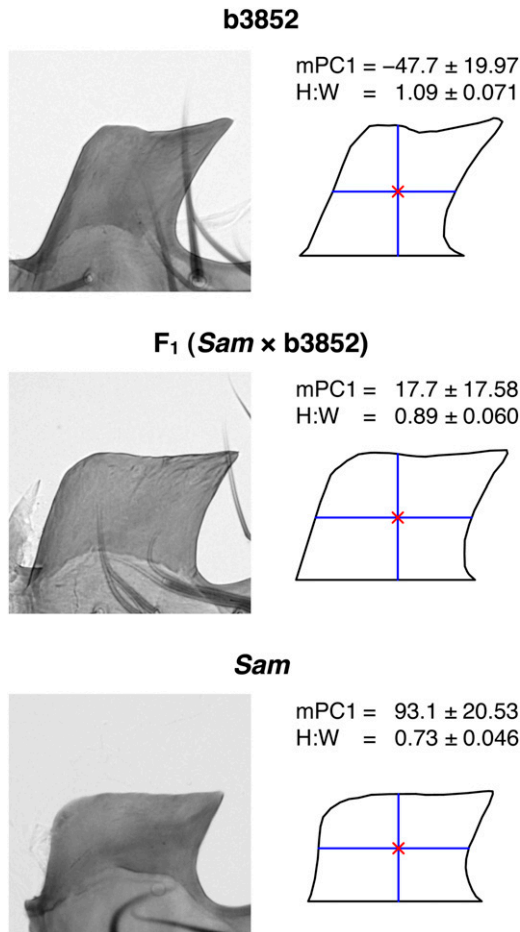 b3852
mPC1 = −47.7 ± 19.97
H:W = 1.09 ± 0.071
F₁ (Sam × b3852)
mPC1 = 17.7 ± 17.58
H:W = 0.89 ± 0.060
Sam
mPC1 = 93.1 ± 20.53
H:W = 0.73 ± 0.046